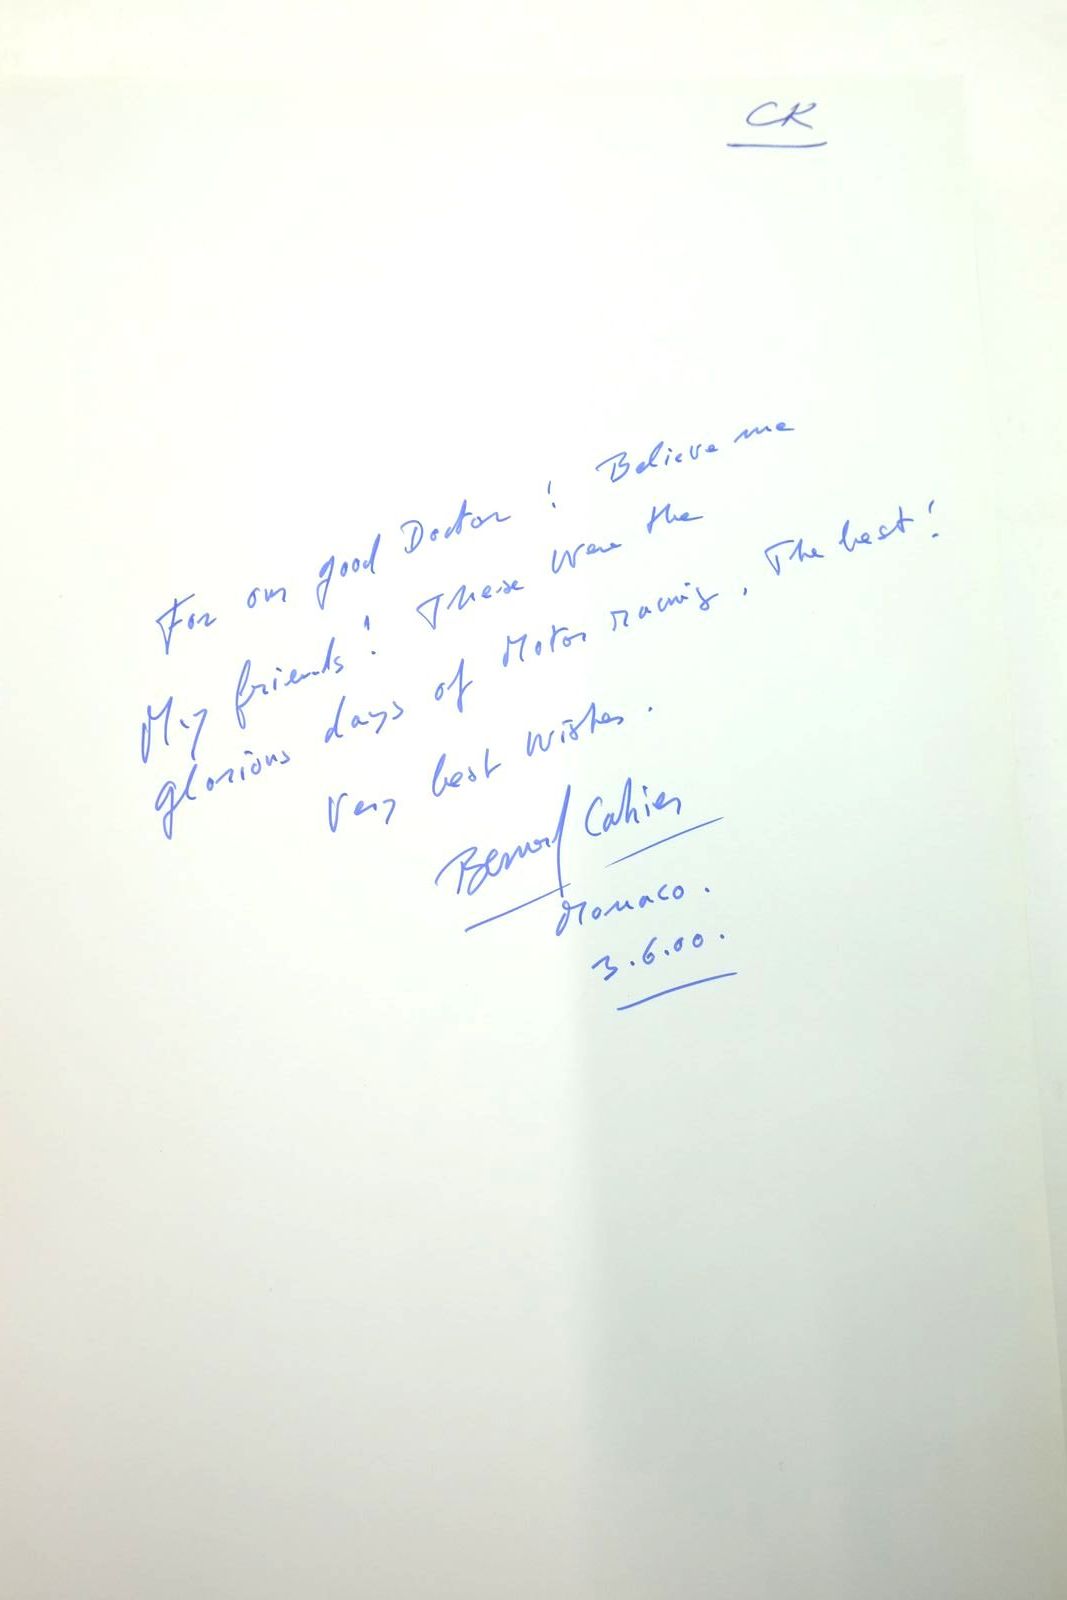 CK
For our good Doctor! Believe me
My friends! These were the
glorious days of Motor racing. The best!
Very best wishes.
Bernard Cahier
Monaco.
3.6.00.